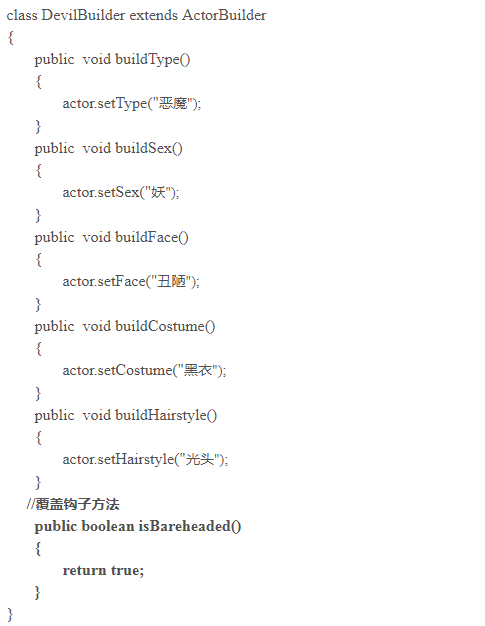 class DevilBuilder extends ActorBuilder
{
public  void buildType()
{
actor.setType("恶魔");
}
public  void buildSex()
{
actor.setSex("妖");
}
public  void buildFace()
{
actor.setFace("丑陋");
}
public  void buildCostume()
{
actor.setCostume("黑衣");
}
public  void buildHairstyle()
{
actor.setHairstyle("光头");
}
//覆盖钩子方法
public boolean isBareheaded()
{
return true;
}
}